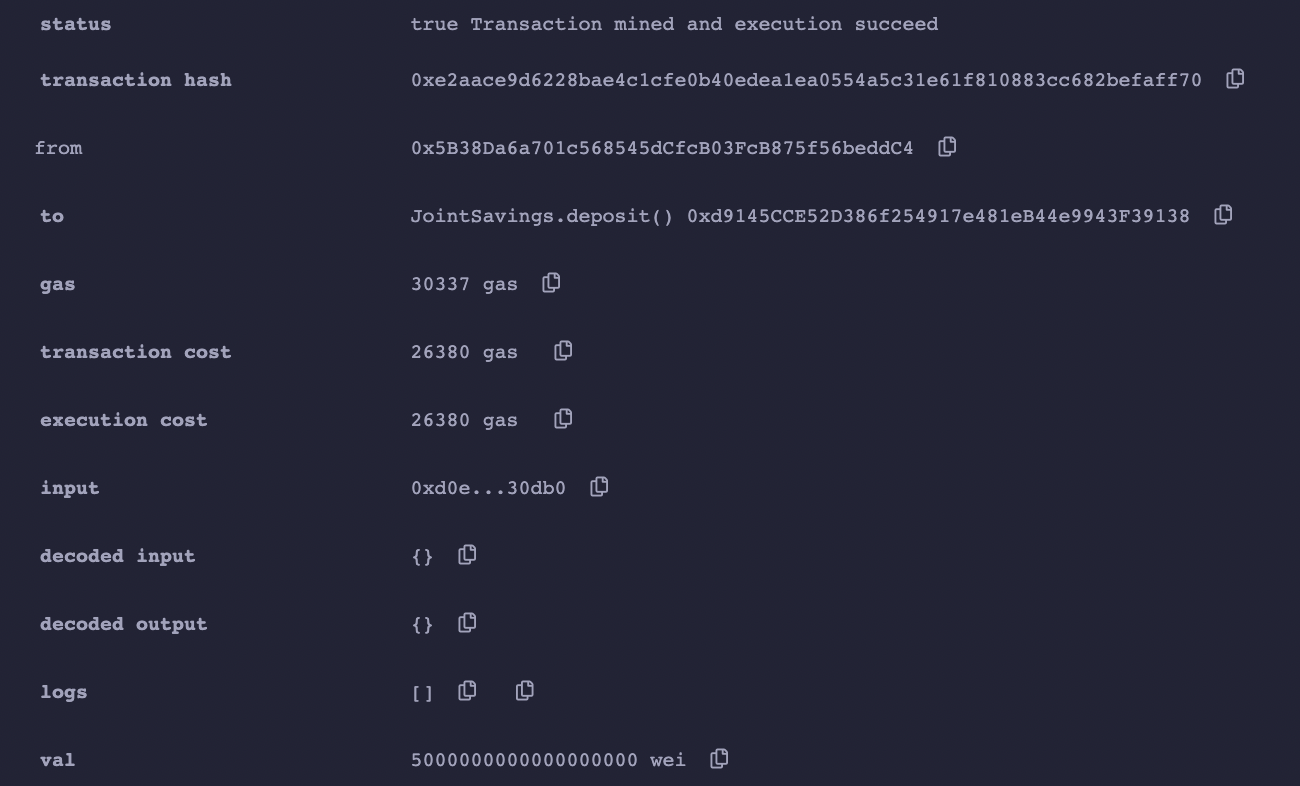 status true Transaction mined and execution succeed
transaction hash 0xe2aace9d6228bae4c1cfe0b40edea1ea0554a5c31e61f810883cc682befaff70
from 0x5B38Da6a701c568545dCfcB03FcB875f56beddC4
to JointSavings.deposit() 0xd9145CCE52D386f254917e481eB44e9943F39138
gas 30337 gas
transaction cost 26380 gas
execution cost 26380 gas
input 0xd0e...30db0
decoded input {}
decoded output {}
logs []
val 5000000000000000000 wei